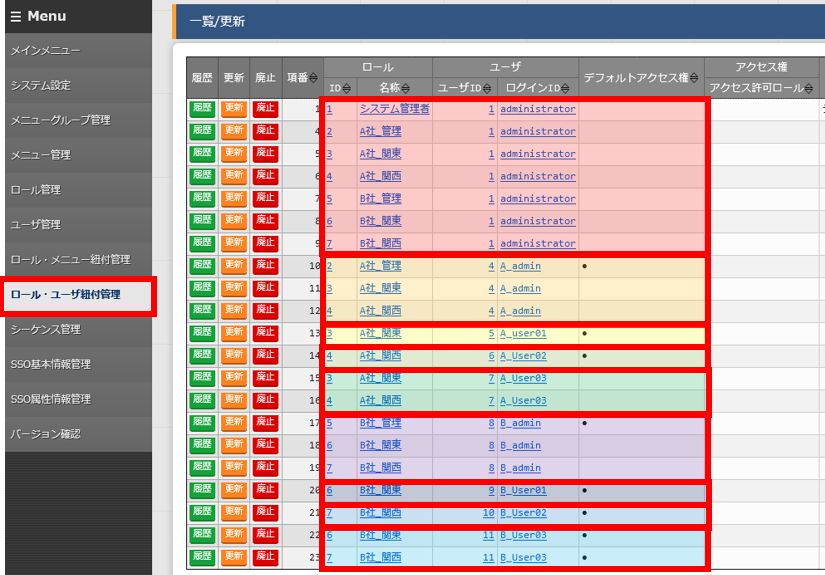 ☰ Menu
メインメニュー
システム設定
メニューグループ管理
メニュー管理
ロール管理
ユーザ管理
ロール・メニュー紐付管理
ロール・ユーザ紐付管理
シーケンス管理
SSO基本情報管理
SSO属性情報管理
バージョン確認
一覧/更新
履歴 更新 廃止 項番 ロール ユーザ デフォルトアクセス権 アクセス権
ID 名称 ユーザID ログインID アクセス許可ロール
履歴 更新 廃止 1 1 システム管理者 1 administrator
履歴 更新 廃止 4 2 A社_管理 1 administrator
履歴 更新 廃止 5 3 A社_関東 1 administrator
履歴 更新 廃止 6 4 A社_関西 1 administrator
履歴 更新 廃止 7 5 B社_管理 1 administrator
履歴 更新 廃止 8 6 B社_関東 1 administrator
履歴 更新 廃止 9 7 B社_関西 1 administrator
履歴 更新 廃止 10 2 A社_管理 4 A_admin ●
履歴 更新 廃止 11 3 A社_関東 4 A_admin
履歴 更新 廃止 12 4 A社_関西 4 A_admin
履歴 更新 廃止 13 3 A社_関東 5 A_user01 ●
履歴 更新 廃止 14 4 A社_関西 6 A_User02 ●
履歴 更新 廃止 15 3 A社_関東 7 A_User03
履歴 更新 廃止 16 4 A社_関西 7 A_User03
履歴 更新 廃止 17 5 B社_管理 8 B_admin ●
履歴 更新 廃止 18 6 B社_関東 8 B_admin
履歴 更新 廃止 19 7 B社_関西 8 B_admin
履歴 更新 廃止 20 6 B社_関東 9 B_User01 ●
履歴 更新 廃止 21 7 B社_関西 10 B_User02 ●
履歴 更新 廃止 22 6 B社_関東 11 B_User03 ●
履歴 更新 廃止 23 7 B社_関西 11 B_User03 ●